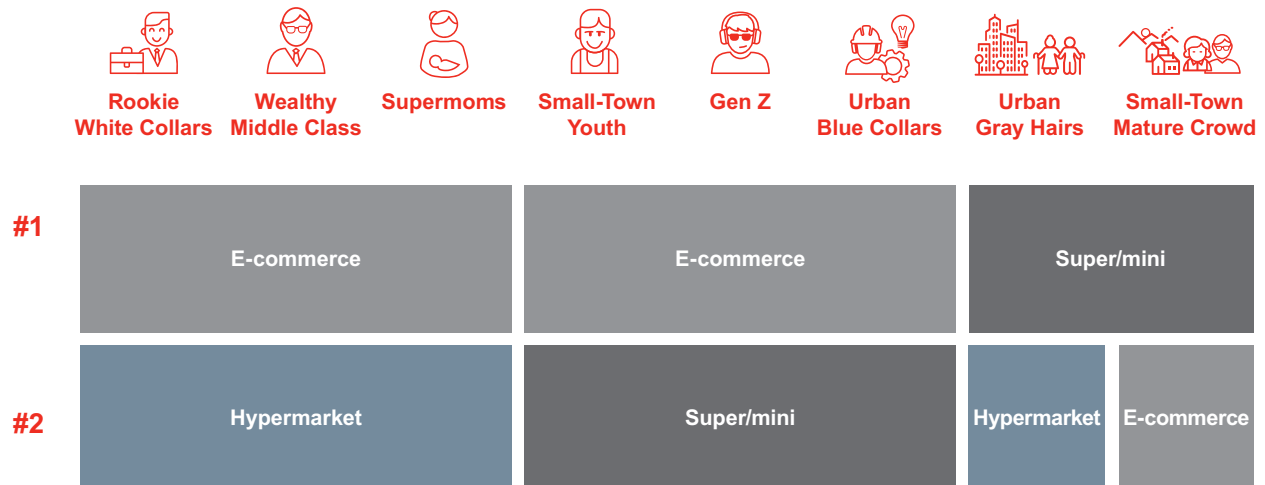 Rookie
White Collars
Wealthy
Middle Class
Supermoms
Small-Town
Youth
Gen Z
Urban
Blue Collars
Urban
Gray Hairs
Small-Town
Mature Crowd
#1
E-commerce
E-commerce
Super/mini
#2
Hypermarket
Super/mini
Hypermarket
E-commerce